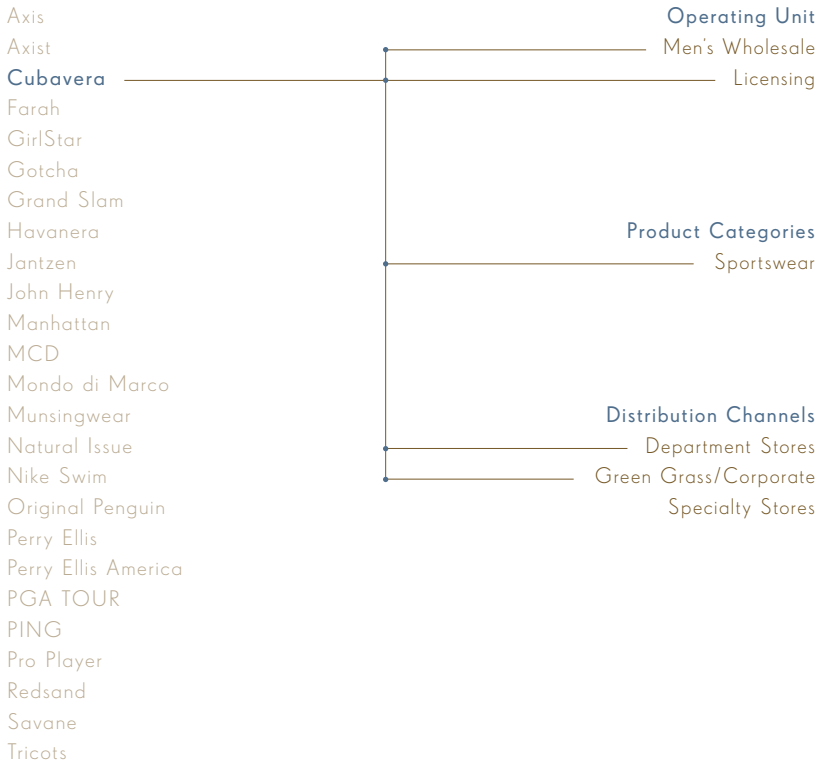 Axis
Axist
Cubavera
Farah
GirlStar
Gotcha
Grand Slam
Havanera
Jantzen
John Henry
Manhattan
MCD
Mondo di Marco
Munsingwear
Natural Issue
Nike Swim
Original Penguin
Perry Ellis
Perry Ellis America
PGA TOUR
PING
Pro Player
Redsand
Savane
Tricots
Operating Unit
Men's Wholesale
Licensing
Product Categories
Sportswear
Distribution Channels
Department Stores
Green Grass/Corporate
Specialty Stores